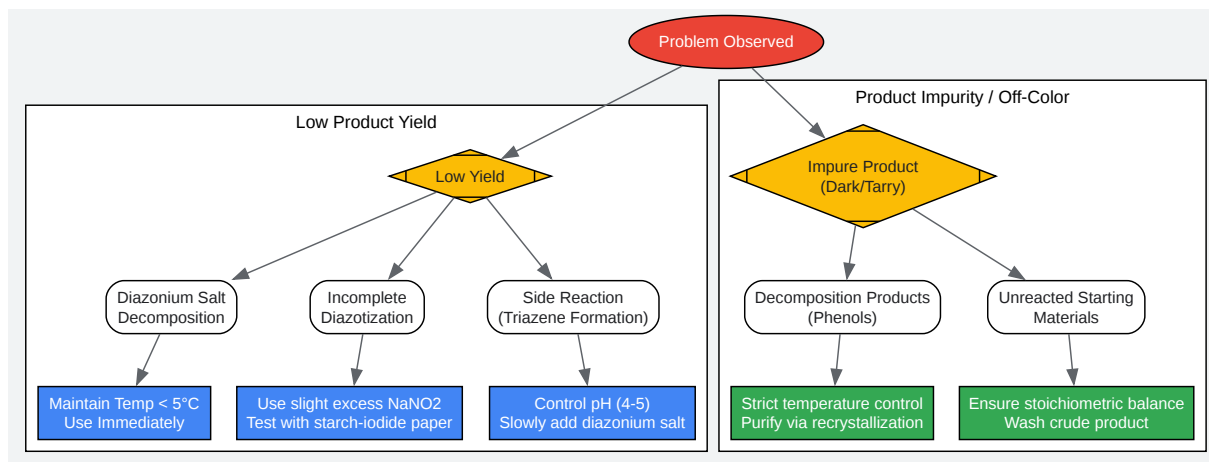 Problem Observed
Low Product Yield
Low Yield
Diazonium Salt
Decomposition
Incomplete
Diazotization
Side Reaction
(Triazene Formation)
Maintain Temp < 5°C
Use Immediately
Use slight excess NaNO2
Test with starch-iodide paper
Control pH (4-5)
Slowly add diazonium salt
Product Impurity / Off-Color
Impure Product
(Dark/Tarry)
Decomposition Products
(Phenols)
Unreacted Starting
Materials
Strict temperature control
Purify via recrystallization
Ensure stoichiometric balance
Wash crude product